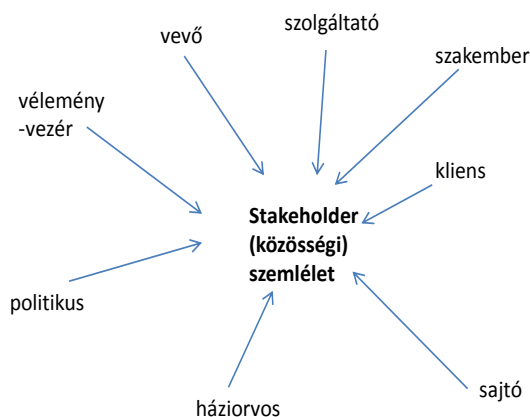 szolgáltató
vevő
szakember
vélemény
-vezér
kliens
Stakeholder
(közösségi)
szemlélet
politikus
sajtó
háziorvos